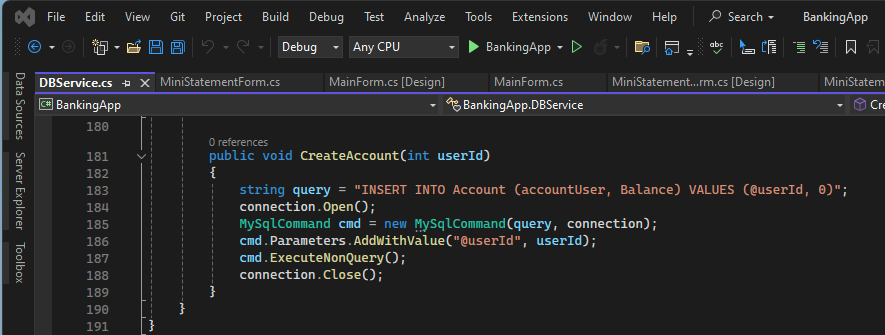 File Edit View Git Project Build Debug Test Analyze Tools Extensions Window Help Search BankingApp
Debug Any CPU BankingApp
DBService.cs MiniStatementForm.cs MainForm.cs [Design] MainForm.cs MiniStatement...rm.cs [Design] MiniStatem
BankingApp BankingApp.DBService Cre
Data Sources
Server Explorer
Toolbox
180
0 references
181 public void CreateAccount(int userId)
182 {
183 string query = "INSERT INTO Account (accountUser, Balance) VALUES (@userId, 0)";
184 connection.Open();
185 MySqlCommand cmd = new MySqlCommand(query, connection);
186 cmd.Parameters.AddWithValue("@userId", userId);
187 cmd.ExecuteNonQuery();
188 connection.Close();
189 }
190 }
191 }